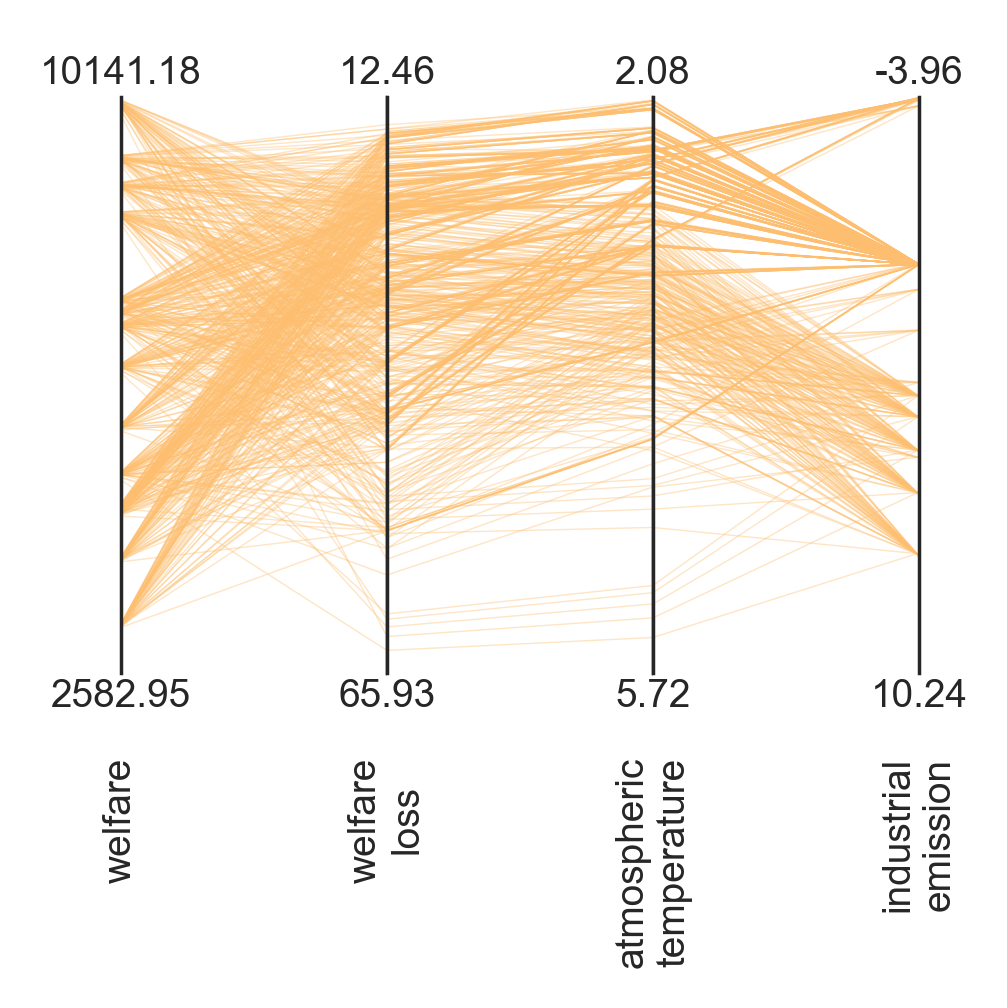 10141.18 12.46 2.08 -3.96
2582.95 65.93 5.72 10.24
welfare
welfare
loss
atmospheric
temperature
industrial
emission